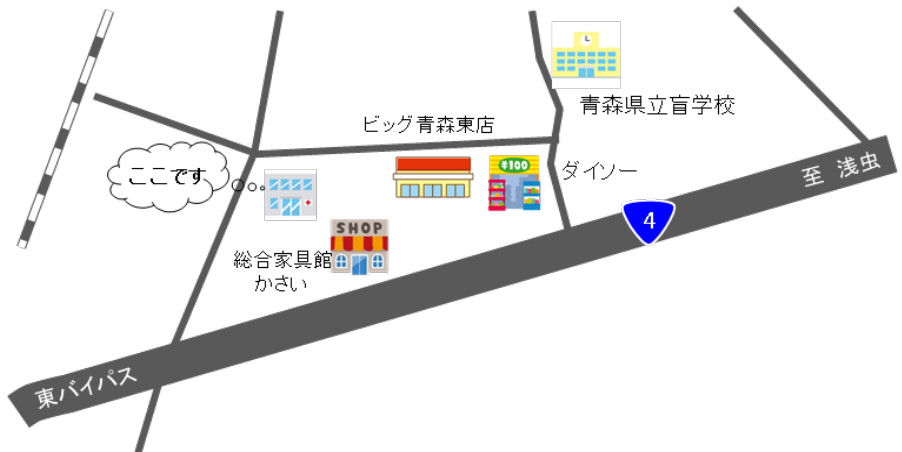 青森県立盲学校
ビッグ青森東店
¥100
ダイソー
至 浅虫
ここです
4
SHOP
総合家具館
かさい
東バイパス